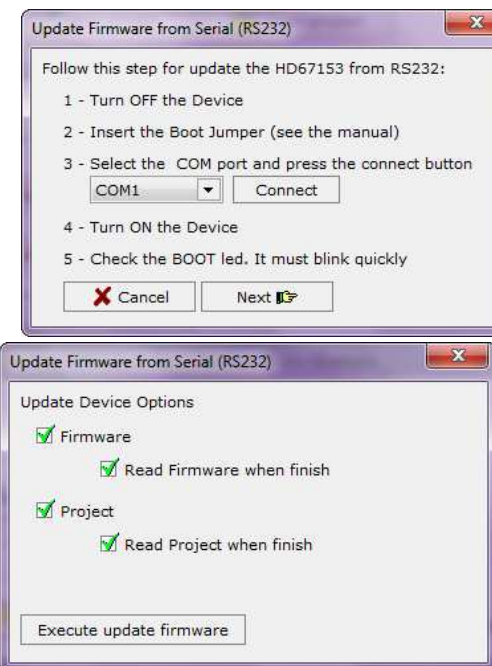 Update Firmware from Serial (RS232)
Follow this step for update the HD67153 from RS232:
1 - Turn OFF the Device
2 - Insert the Boot Jumper (see the manual)
3 - Select the COM port and press the connect button
COM1 Connect
4 - Turn ON the Device
5 - Check the BOOT led. It must blink quickly
Cancel Next
Update Firmware from Serial (RS232)
Update Device Options
Firmware
Read Firmware when finish
Project
Read Project when finish
Execute update firmware